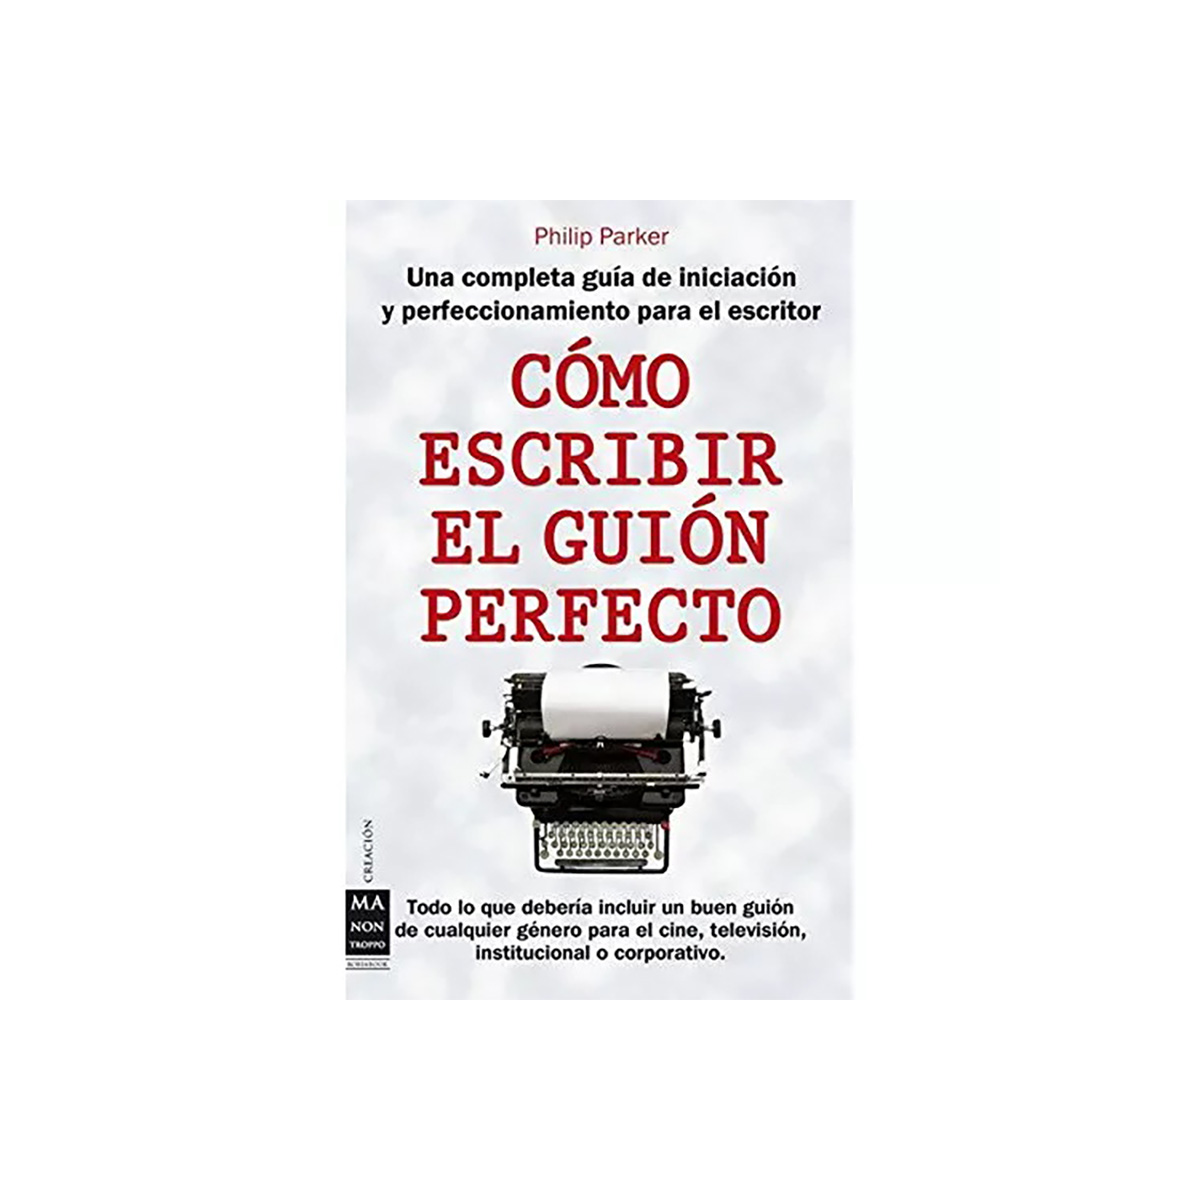 Philip Parker
Una completa guía de iniciación
y perfeccionamiento para el escritor
CÓMO
ESCRIBIR
EL GUIÓN
PERFECTO
CREACIÓN
MA
NON
TROPPO
ROBINBOOK
Todo lo que debería incluir un buen guión
de cualquier género para el cine, televisión,
institucional o corporativo.